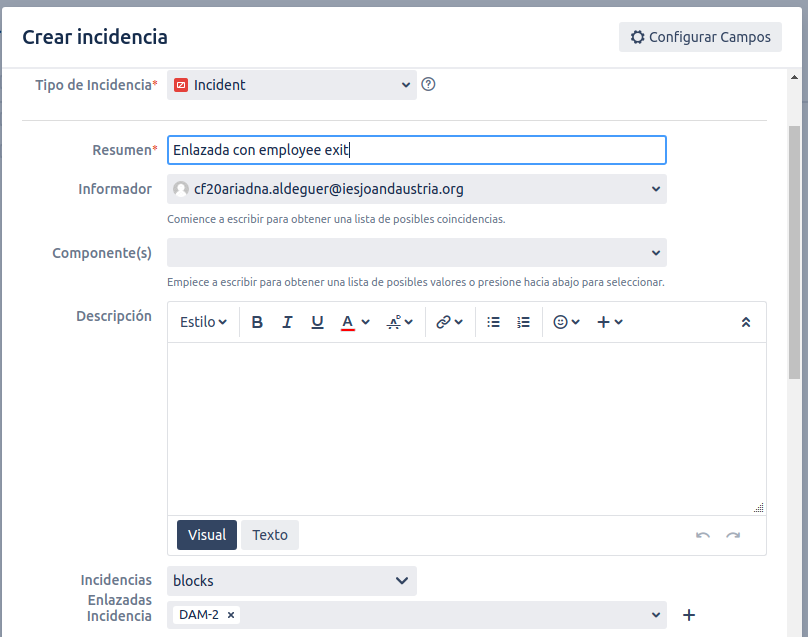 Crear incidencia
Configurar Campos
Tipo de Incidencia*
Incident
Resumen*
Enlazada con employee exit
Informador
cf20ariadna.aldeguer@iesjoandaustria.org
Comience a escribir para obtener una lista de posibles coincidencias.
Componente(s)
Empiece a escribir para obtener una lista de posibles valores o presione hacia abajo para seleccionar.
Descripción
Estilo
B I U A
Visual
Texto
Incidencias
Enlazadas
blocks
Incidencia
DAM-2 ×